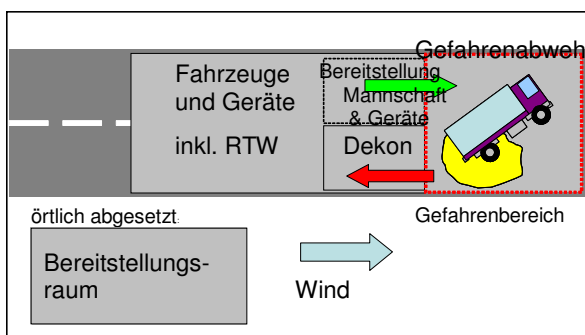 Gefahrenabweh
Fahrzeuge
und Geräte
inkl. RTW
Bereitstellung
Mannschaft
& Geräte
Dekon
örtlich abgesetzt:
Gefahrenbereich
Bereitstellungs-
raum
Wind